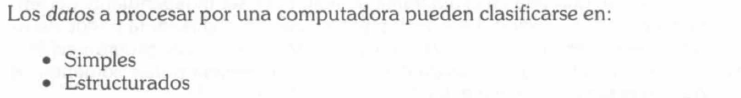 Los datos a procesar por una computadora pueden clasificarse en:
• Simples
• Estructurados